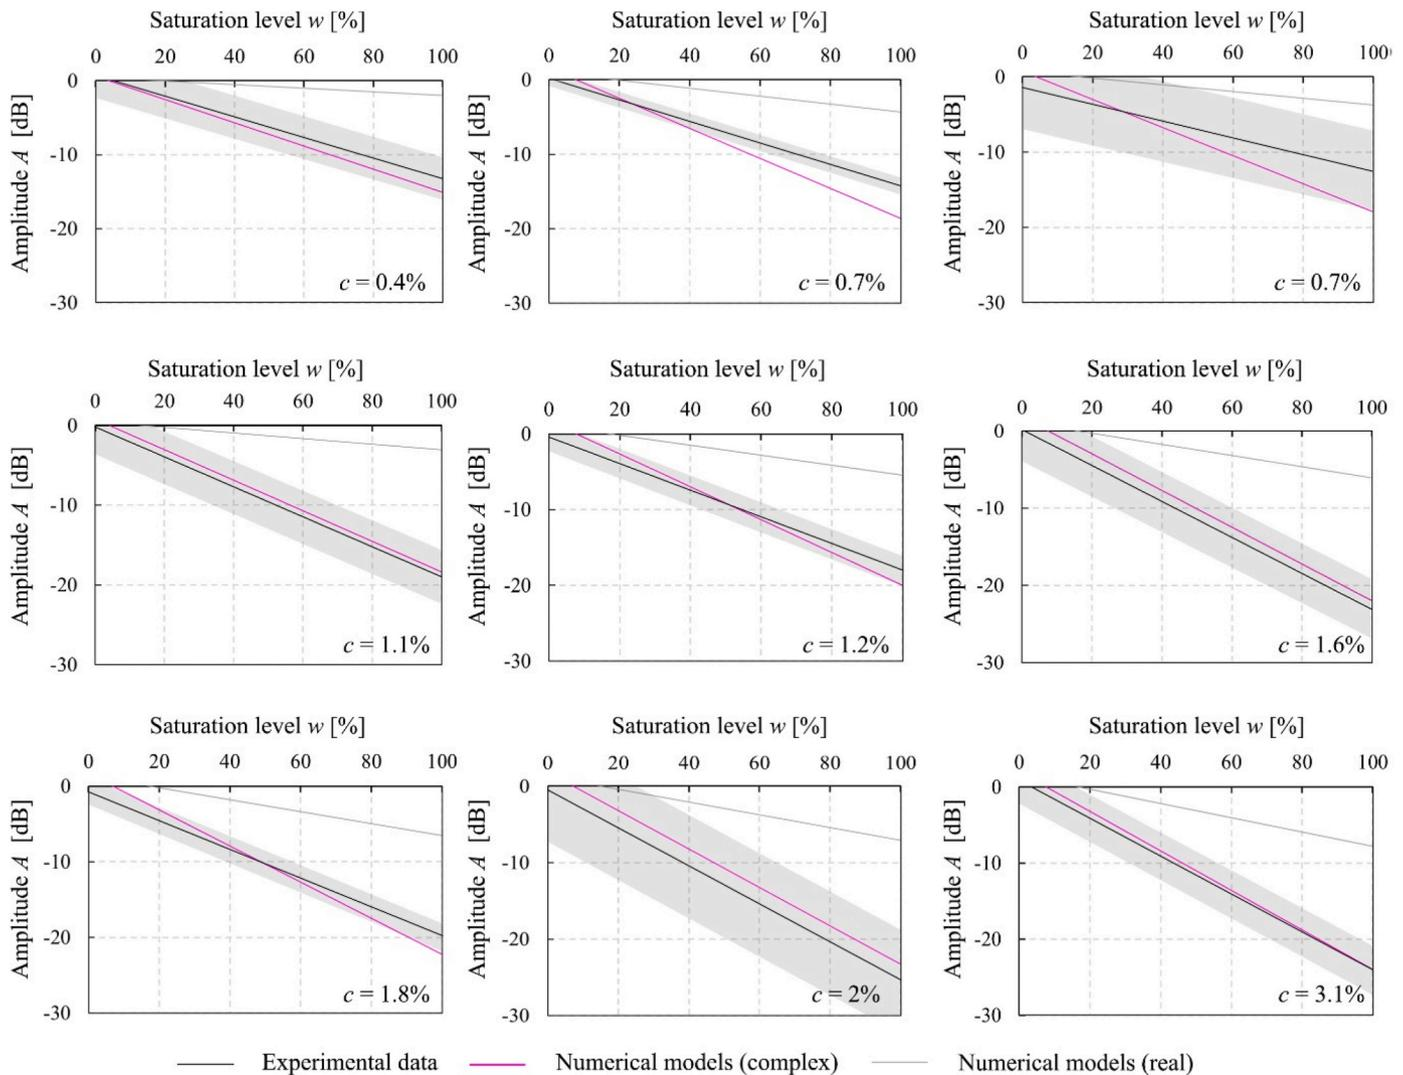 Saturation level w [%] Saturation level w [%] Saturation level w [%]
0 20 40 60 80 100 0 20 40 60 80 100 0 20 40 60 80 100
0 0 0
Amplitude A [dB] Amplitude A [dB] Amplitude A [dB]
-10 -10 -10
-20 -20 -20
c = 0.4% c = 0.7% c = 0.7%
-30 -30 -30
Saturation level w [%] Saturation level w [%] Saturation level w [%]
0 20 40 60 80 100 0 20 40 60 80 100 0 20 40 60 80 100
0 0 0
Amplitude A [dB] Amplitude A [dB] Amplitude A [dB]
-10 -10 -10
-20 -20 -20
c = 1.1% c = 1.2% c = 1.6%
-30 -30 -30
Saturation level w [%] Saturation level w [%] Saturation level w [%]
0 20 40 60 80 100 0 20 40 60 80 100 0 20 40 60 80 100
0 0 0
Amplitude A [dB] Amplitude A [dB] Amplitude A [dB]
-10 -10 -10
-20 -20 -20
c = 1.8% c = 2% c = 3.1%
-30 -30 -30
Experimental data Numerical models (complex) Numerical models (real)